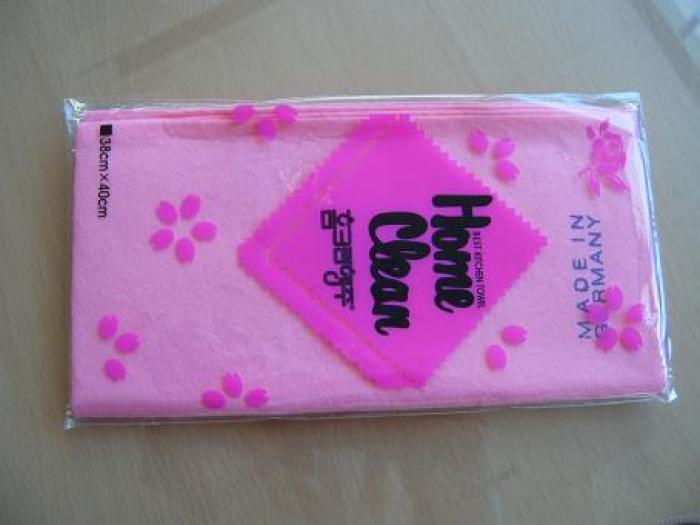 MADE IN
GERMANY
BEST KITCHEN TOWEL
Home
Clean
홈크린행주
■38cm×40cm